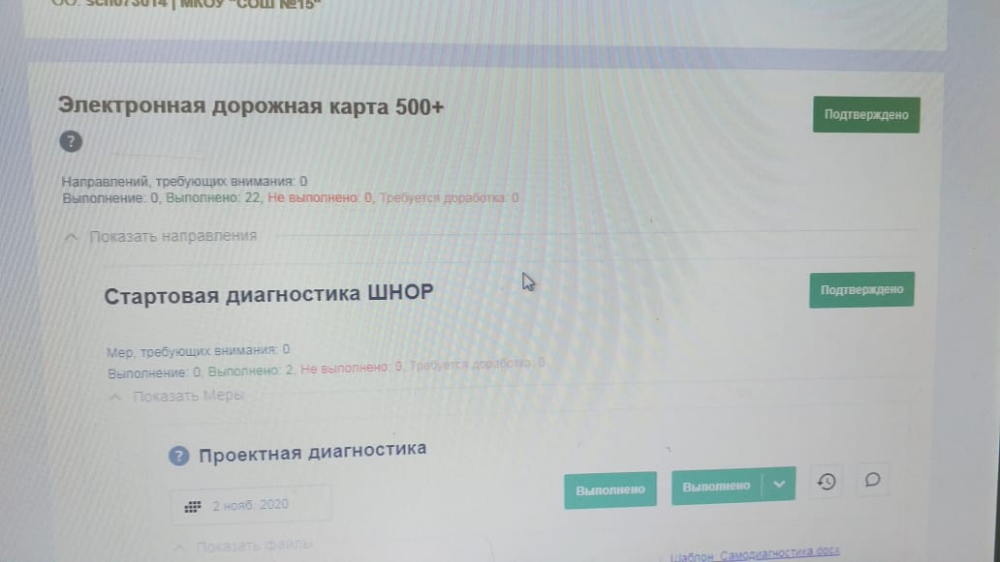 ОО: sch073014 | МКОУ "СОШ №15"
Электронная дорожная карта 500+
Подтверждено
?
Направлений, требующих внимания: 0
Выполнение: 0, Выполнено: 22, Не выполнено: 0, Требуется доработка: 0
Показать направления
Стартовая диагностика ШНОР
Подтверждено
Мер, требующих внимания: 0
Выполнение: 0, Выполнено: 2, Не выполнено: 0, Требуется доработка: 0
Показать Меры
? Проектная диагностика
Выполнено
Выполнено
2 нояб. 2020
Показать файлы
Шаблон_Самодиагностика.docx